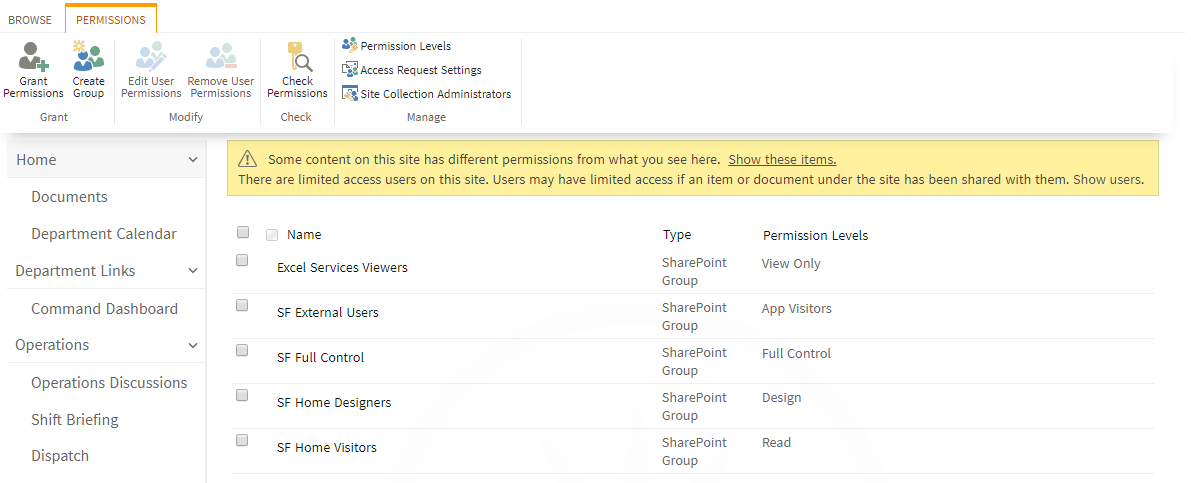 BROWSE
PERMISSIONS
Grant
Permissions
Create
Group
Edit User
Permissions
Remove User
Permissions
Check
Permissions
Permission Levels
Access Request Settings
Site Collection Administrators
Grant
Modify
Check
Manage
Home
Documents
Department Calendar
Department Links
Command Dashboard
Operations
Operations Discussions
Shift Briefing
Dispatch
Some content on this site has different permissions from what you see here. Show these items.
There are limited access users on this site. Users may have limited access if an item or document under the site has been shared with them. Show users.
Name
Type
Permission Levels
Excel Services Viewers
SharePoint
Group
View Only
SF External Users
SharePoint
Group
App Visitors
SF Full Control
SharePoint
Group
Full Control
SF Home Designers
SharePoint
Group
Design
SF Home Visitors
SharePoint
Group
Read